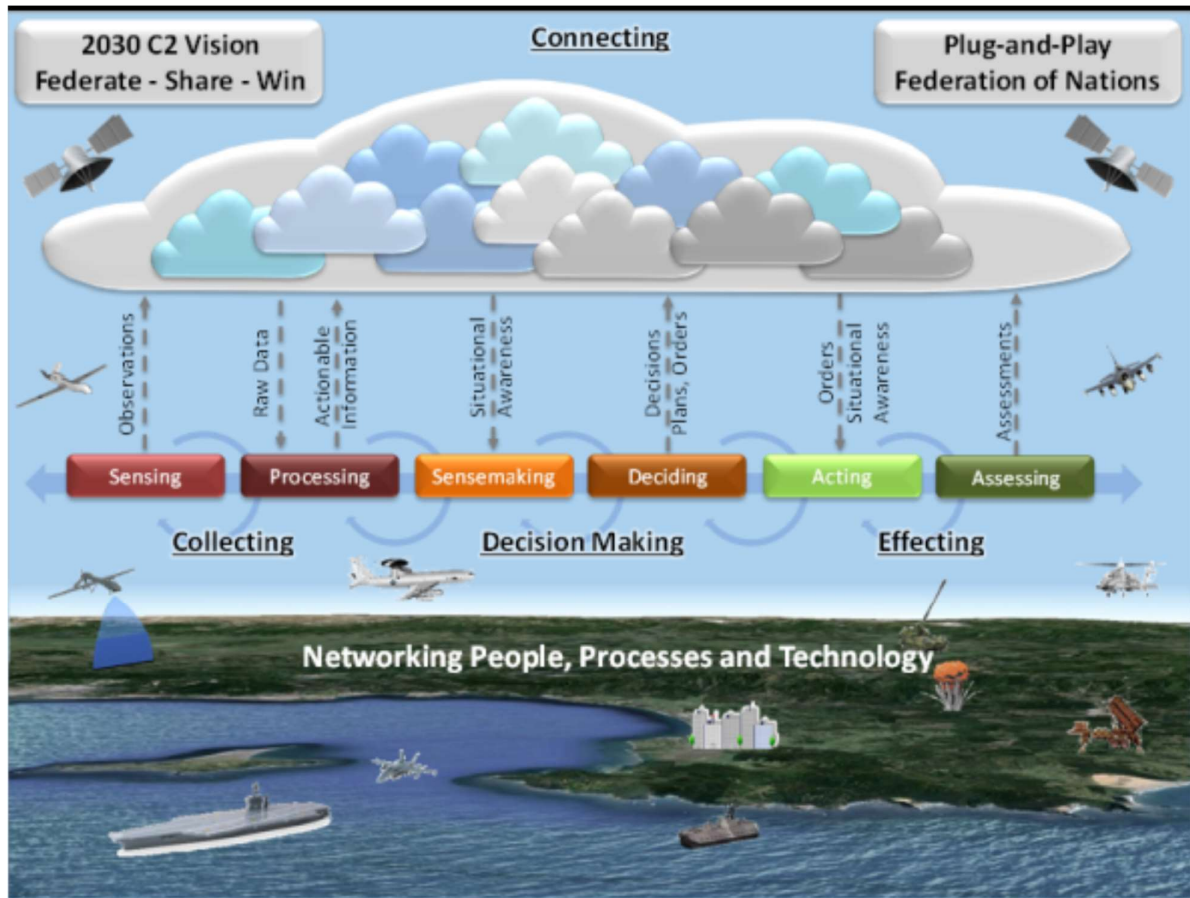 2030 C2 Vision
Federate - Share - Win
Connecting
Plug-and-Play
Federation of Nations
Observations
Raw Data
Actionable
Information
Situational
Awareness
Decisions
Plans, Orders
Orders
Situational
Awareness
Assessments
Sensing
Processing
Sensemaking
Deciding
Acting
Assessing
Collecting
Decision Making
Effecting
Networking People, Processes and Technology